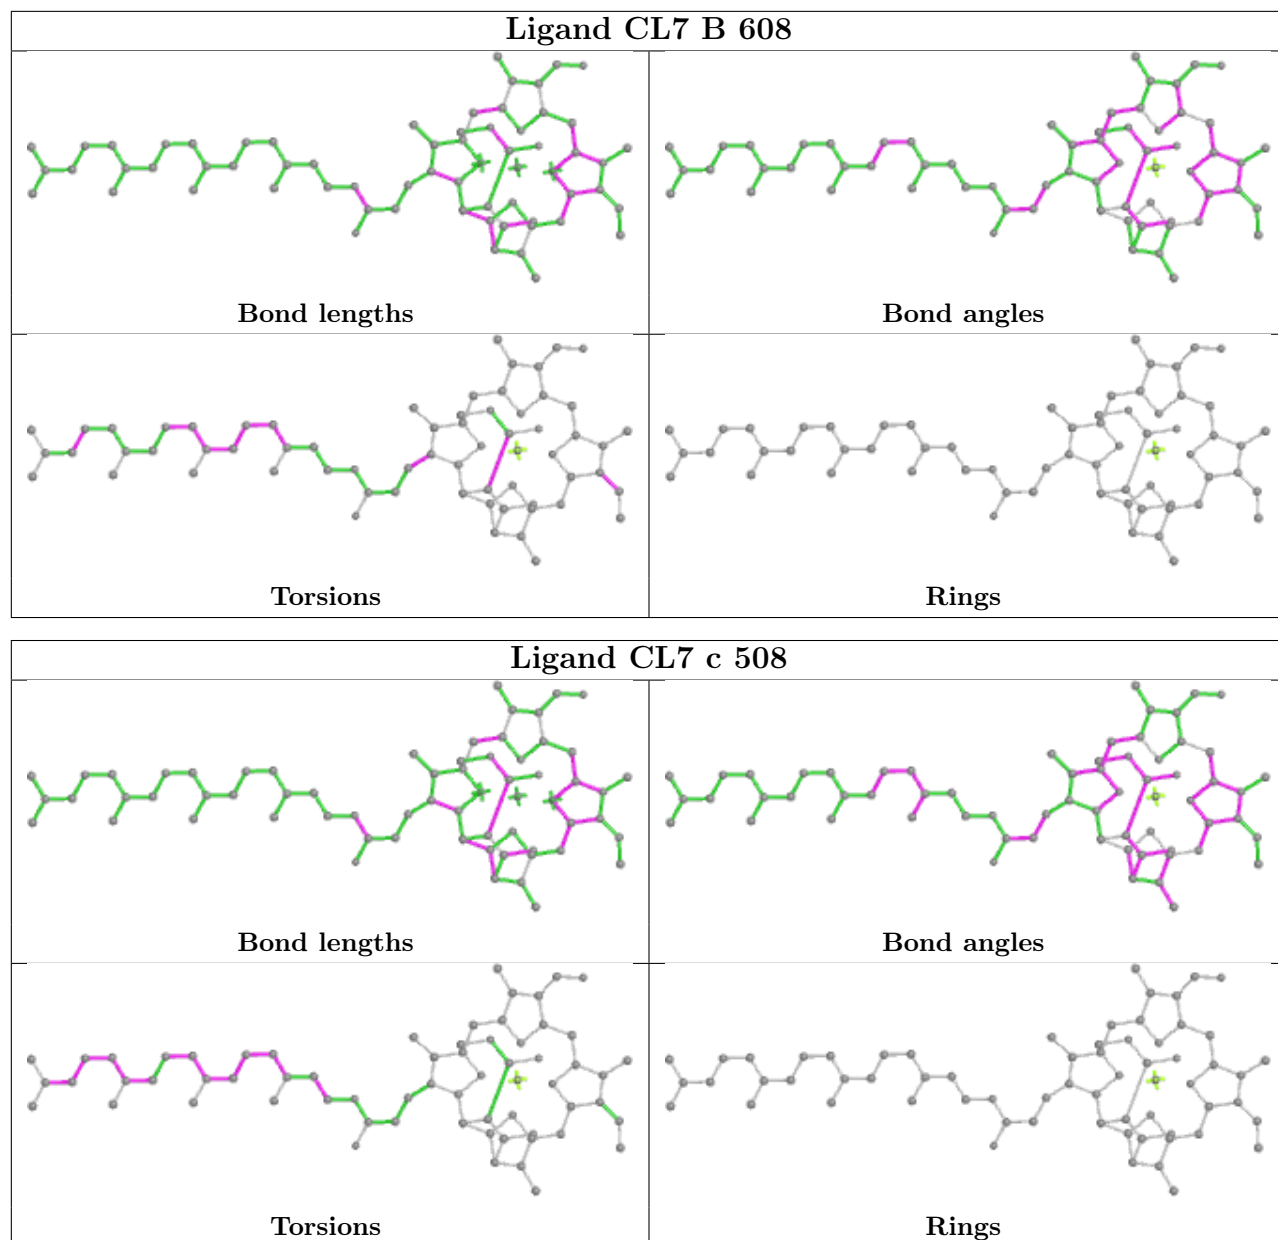 Ligand CL7 B 608
Bond lengths
Bond angles
Torsions
Rings
Ligand CL7 c 508
Bond lengths
Bond angles
Torsions
Rings